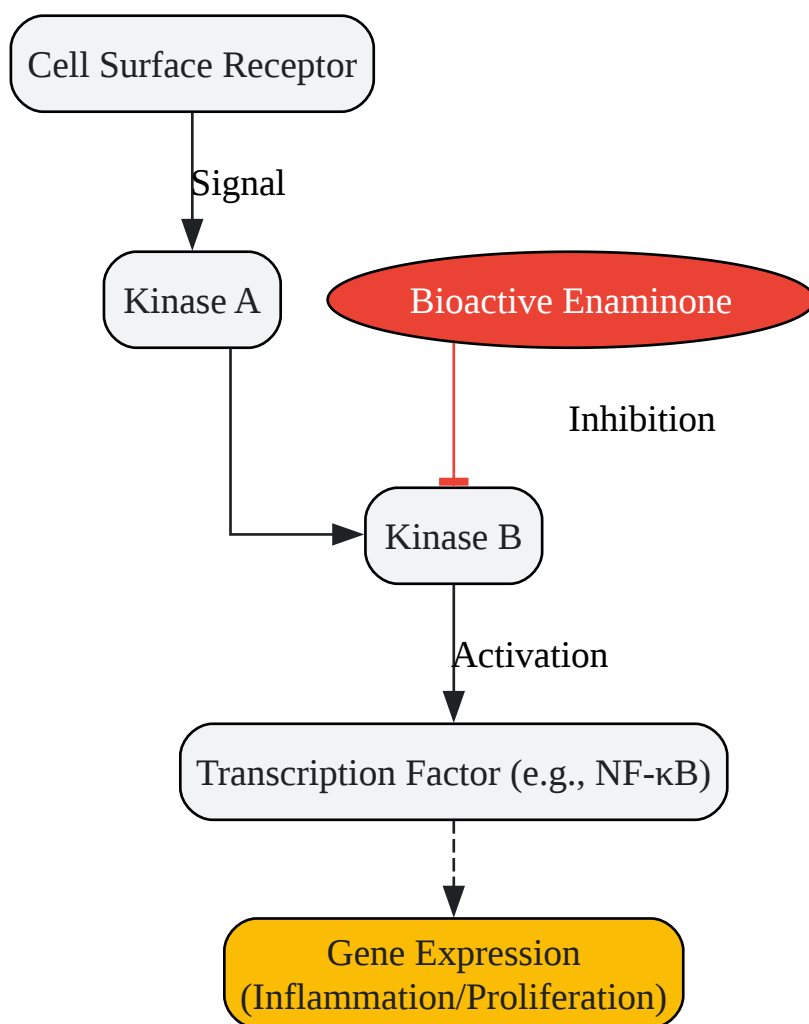 Cell Surface Receptor
Signal
Kinase A
Bioactive Enaminone
Inhibition
Kinase B
Activation
Transcription Factor (e.g., NF-κB)
Gene Expression
(Inflammation/Proliferation)